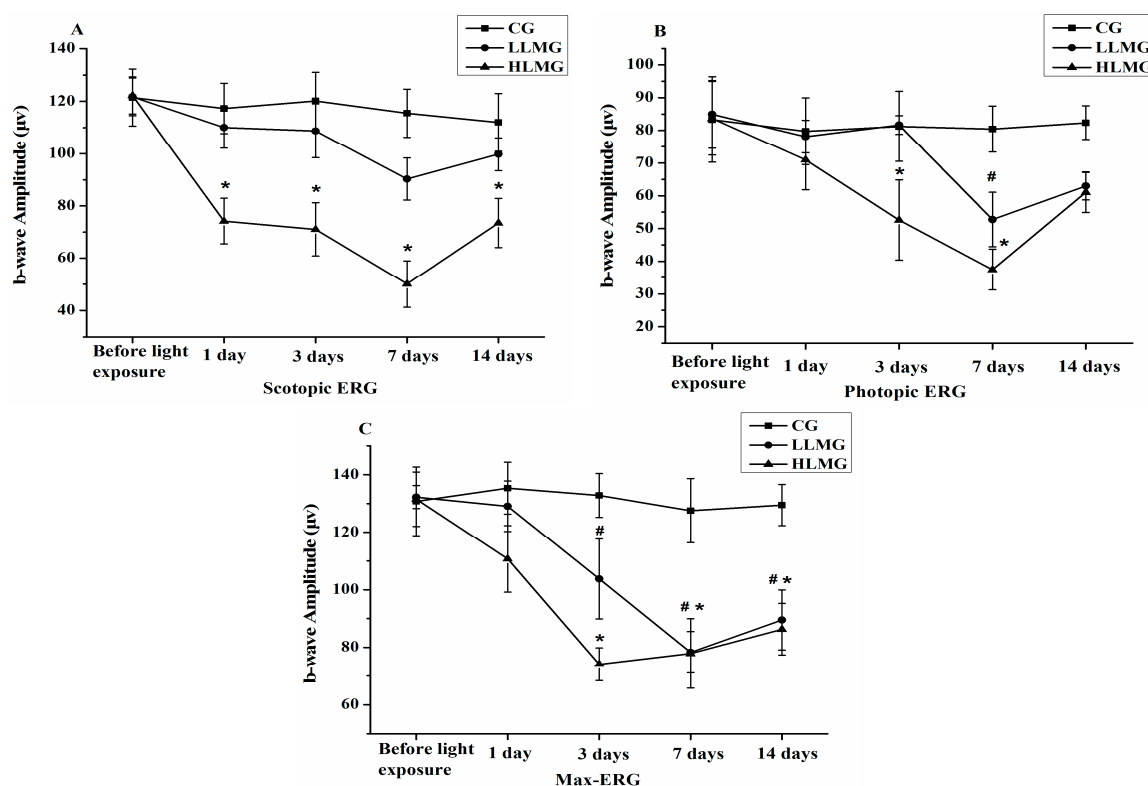 A
CG
LLMG
HLMG
140
120
100
80
60
40
b-wave Amplitude (μv)
*
*
*
*
Before light
exposure
1 day
3 days
7 days
14 days
Scotopic ERG
B
CG
LLMG
HLMG
100
90
80
70
60
50
40
30
20
b-wave Amplitude (μv)
*
#
*
Before light
exposure
1 day
3 days
7 days
14 days
Photopic ERG
C
CG
LLMG
HLMG
140
120
100
80
60
b-wave Amplitude (μv)
#
*
# *
# *
Before light
exposure
1 day
3 days
7 days
14 days
Max-ERG